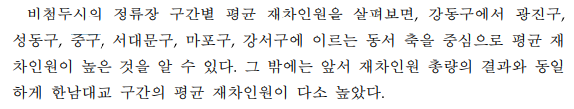 비첨두시의 정류장 구간별 평균 재차인원을 살펴보면, 강동구에서 광진구,
성동구, 중구, 서대문구, 마포구, 강서구에 이르는 동서 축을 중심으로 평균 재
차인원이 높은 것을 알 수 있다. 그 밖에는 앞서 재차인원 총량의 결과와 동일
하게 한남대교 구간의 평균 재차인원이 다소 높았다.